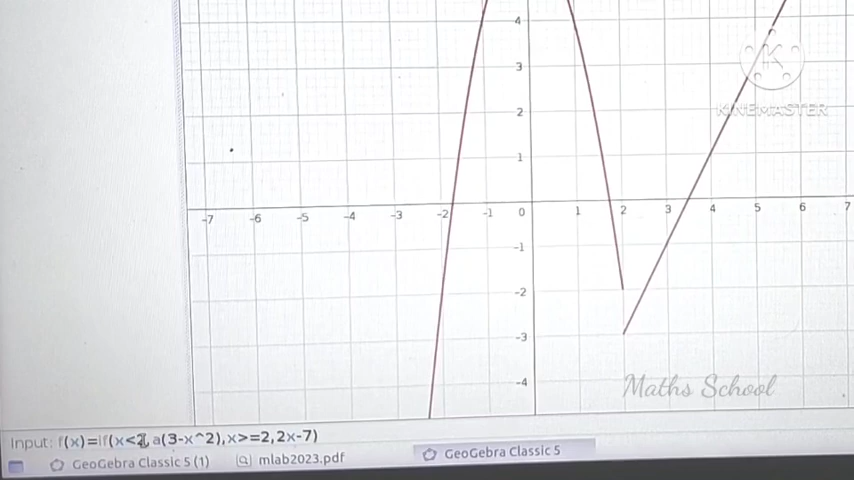 4
3
KINEMASTER
2
1
-7 -6 -5 -4 -3 -2 -1 0 1 2 3 4 5 6 7
-1
-2
-3
-4
Maths School
Input: f(x)=if(x<2, a(3-x^2),x>=2,2x-7)
GeoGebra Classic 5 (1) mlab2023.pdf GeoGebra Classic 5